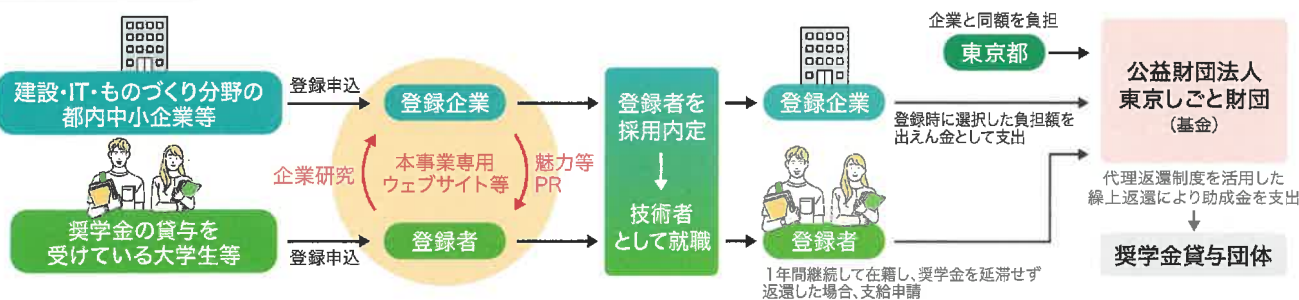 建設・IT・ものづくり分野の
都内中小企業等
奨学金の貸与を
受けている大学生等
登録申込
登録申込
登録企業
企業研究
本事業専用
ウェブサイト等
魅力等
PR
登録者
登録者を
採用内定
技術者
として就職
登録企業
登録者
1年間継続して在籍し、奨学金を延滞せず
返還した場合、支給申請
企業と同額を負担
東京都
登録時に選択した負担額を
出えん金として支出
公益財団法人
東京しごと財団
(基金)
代理返還制度を活用した
繰上返還により助成金を支出
奨学金貸与団体